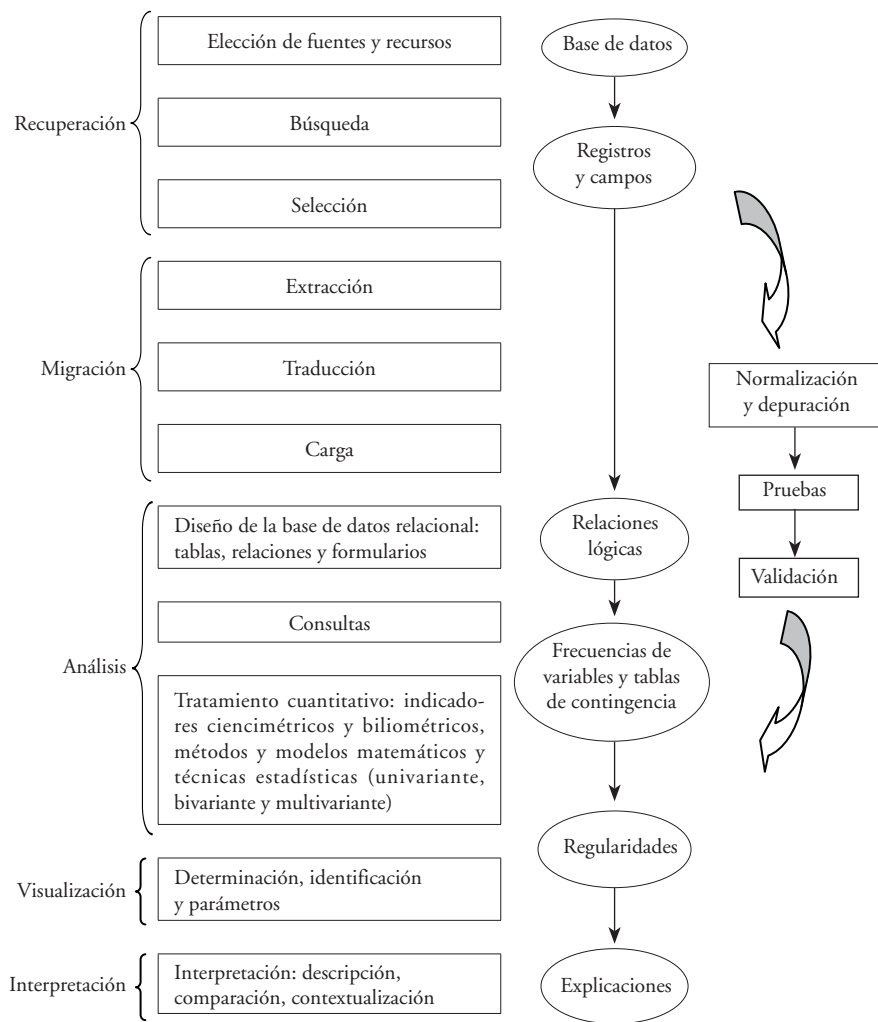 Elección de fuentes y recursos
Base de datos
Recuperación
Búsqueda
Registros
y campos
Selección
Extracción
Migración
Traducción
Normalización
y depuración
Carga
Pruebas
Diseño de la base de datos relacional:
tablas, relaciones y formularios
Relaciones
lógicas
Validación
Consultas
Análisis
Frecuencias de
variables y tablas
de contingencia
Tratamiento cuantitativo: indicado-
res ciencimétricos y biliométricos,
métodos y modelos matemáticos y
técnicas estadísticas (univariante,
bivariante y multivariante)
Regularidades
Visualización
Determinación, identificación
y parámetros
Interpretación
Interpretación: descripción,
comparación, contextualización
Explicaciones